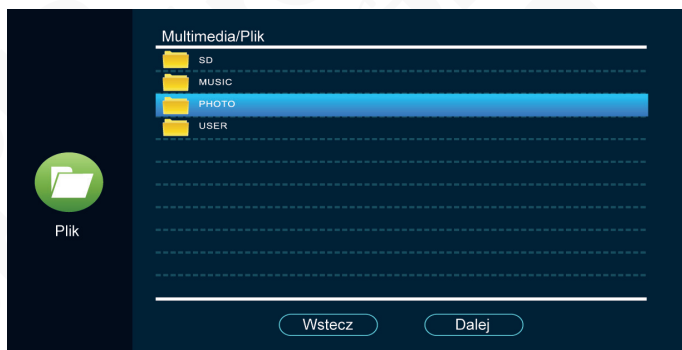 Multimedia/Plik
SD
MUSIC
PHOTO
USER
Plik
Wstecz
Dalej